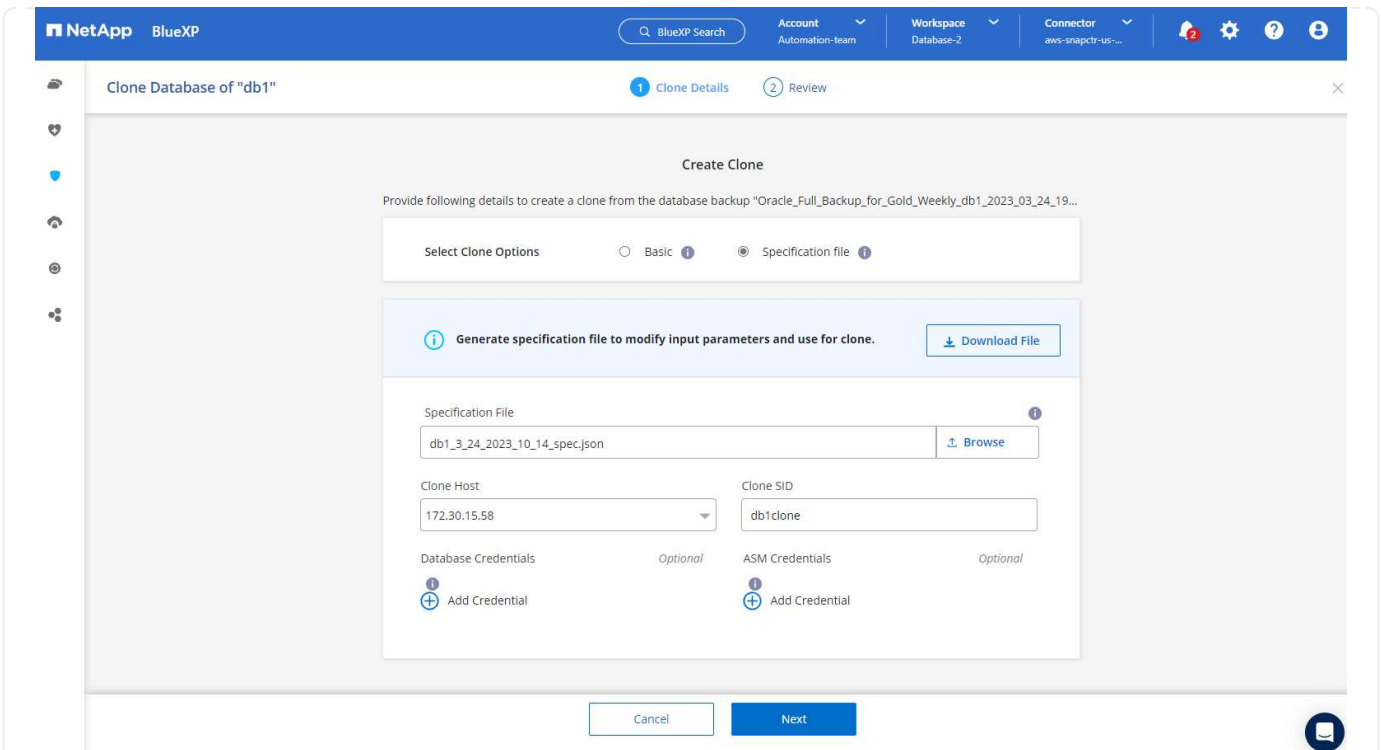 NetApp BlueXP
BlueXP Search
Account
Automation-team
Workspace
Database-2
Connector
aws-snapctr-us-...
2
Clone Database of "db1"
1 Clone Details
2 Review
Create Clone
Provide following details to create a clone from the database backup "Oracle_Full_Backup_for_Gold_Weekly_db1_2023_03_24_19...
Select Clone Options
Basic
Specification file
Generate specification file to modify input parameters and use for clone.
Download File
Specification File
db1_3_24_2023_10_14_spec.json
Browse
Clone Host
Clone SID
172.30.15.58
db1clone
Database Credentials
Optional
ASM Credentials
Optional
Add Credential
Add Credential
Cancel
Next